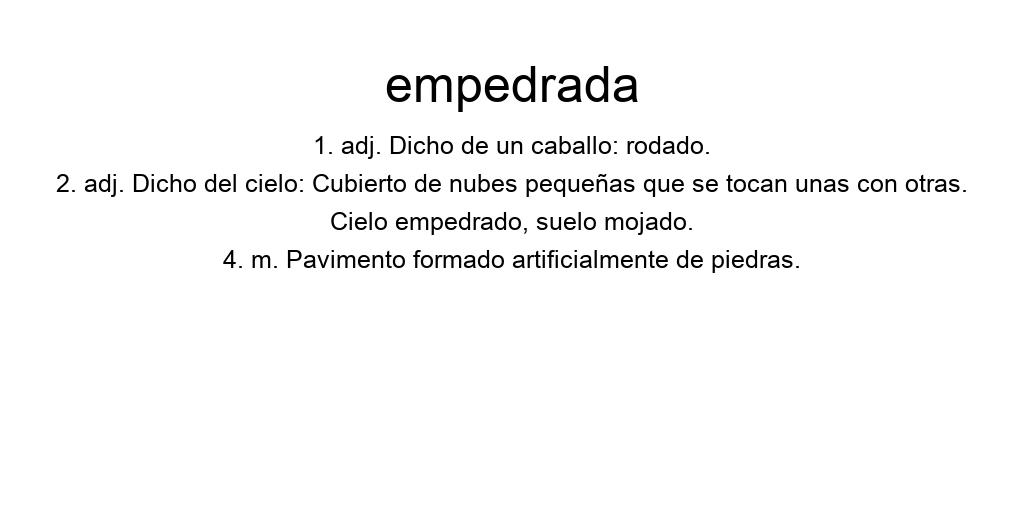 empedrada
1. adj. Dicho de un caballo: rodado.
2. adj. Dicho del cielo: Cubierto de nubes pequeñas que se tocan unas con otras.
Cielo empedrado, suelo mojado.
4. m. Pavimento formado artificialmente de piedras.